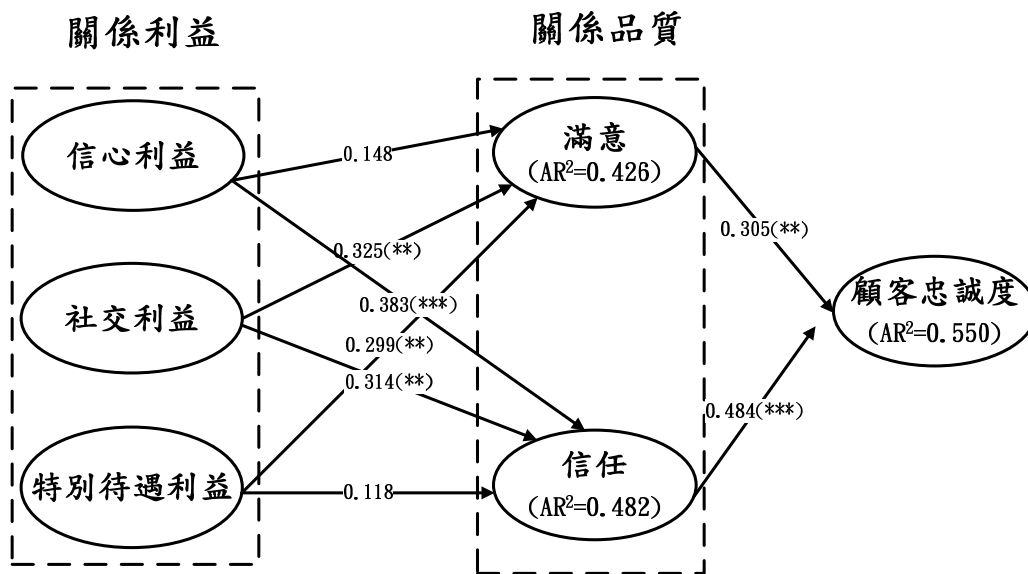 關係利益
關係品質
信心利益
滿意
(AR²=0.426)
0.148
0.325(**)
0.305(**)
社交利益
0.383(***)
顧客忠誠度
(AR²=0.550)
0.299(**)
0.314(**)
0.484(***)
特別待遇利益
0.118
信任
(AR²=0.482)